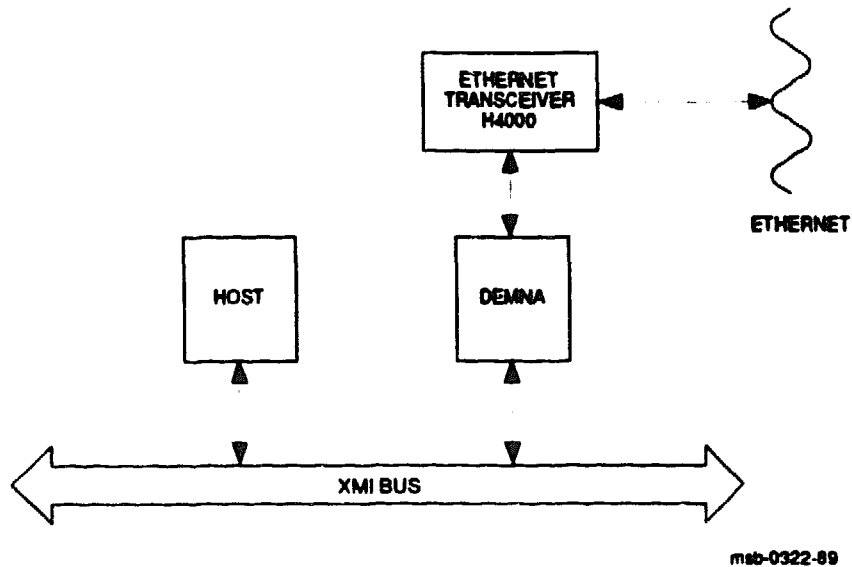 ETHERNET
TRANSCEIVER
H4000
ETHERNET
HOST
DEMNA
XMI BUS
msb-0322-89